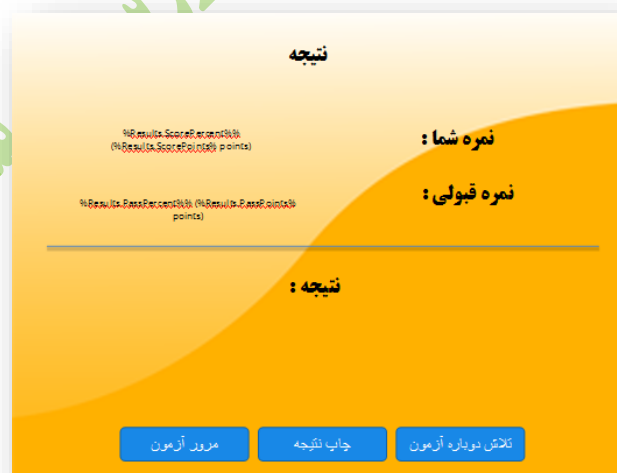 نتیجه
نمره شما :
%Results.ScorePercent%%
(%Results.ScorePoints% points)
نمره قبولی :
%Results.PassPercent%% (%Results.PassPoints%
points)
نتیجه :
تلاش دوباره آزمون
چاپ نتیجه
مرور آزمون